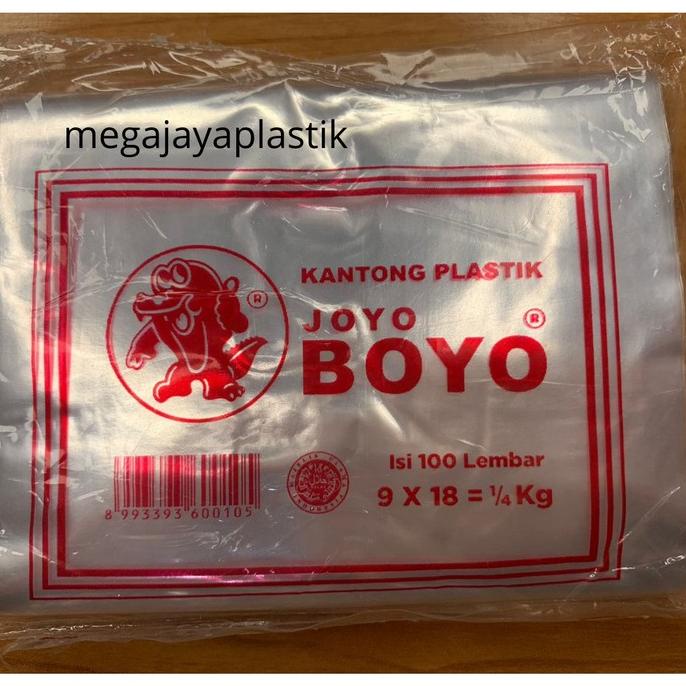 megajayaplastik
KANTONG PLASTIK
JOYO ®
BOYO
®
Isi 100 Lembar
9 X 18 = ¼ Kg
8 993393 600105